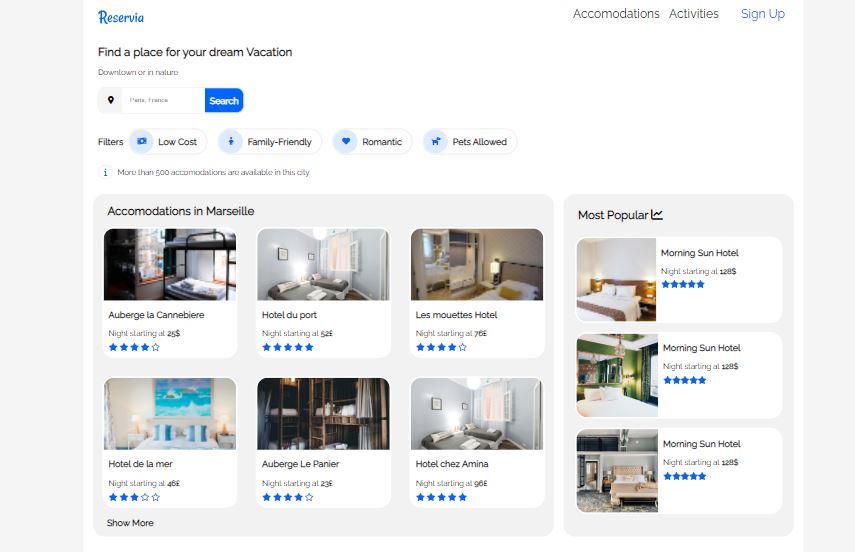 Reservia
Accomodations Activities Sign Up
Find a place for your dream Vacation
Downtown or in nature
Paris, France Search
Filters Low Cost Family-Friendly Romantic Pets Allowed
More than 500 accomodations are available in this city
Accomodations in Marseille
Auberge la Cannebiere
Night starting at 25$
Hotel du port
Night starting at 52£
Les mouettes Hotel
Night starting at 76£
Hotel de la mer
Night starting at 46£
Auberge Le Panier
Night starting at 23£
Hotel chez Amina
Night starting at 96£
Show More
Most Popular
Morning Sun Hotel
Night starting at 128$
Morning Sun Hotel
Night starting at 128$
Morning Sun Hotel
Night starting at 128$